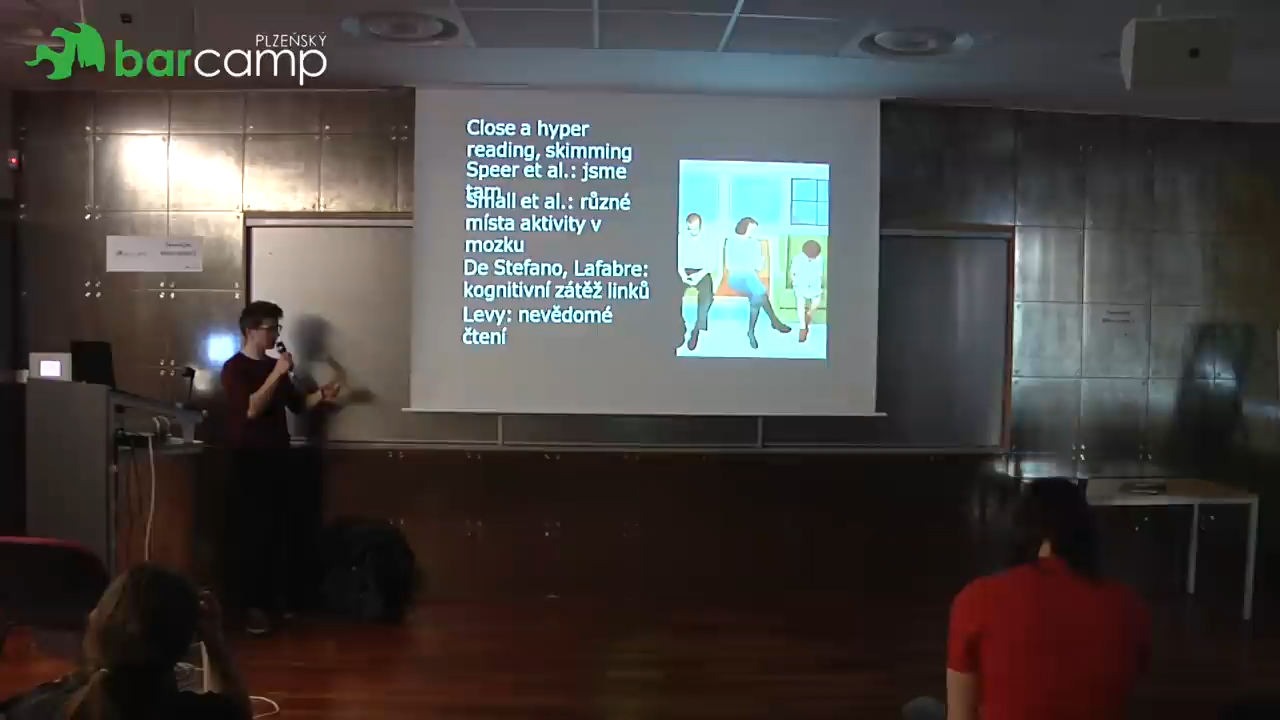 PLZEŇSKÝ
barcamp
Close a hyper
reading, skimming
Speer et al.: jsme
tam
Small et al.: různé
místa aktivity v
mozku
De Stefano, Lafabre:
kognitivní zátěž linků
Levy: nevědomé
čtení